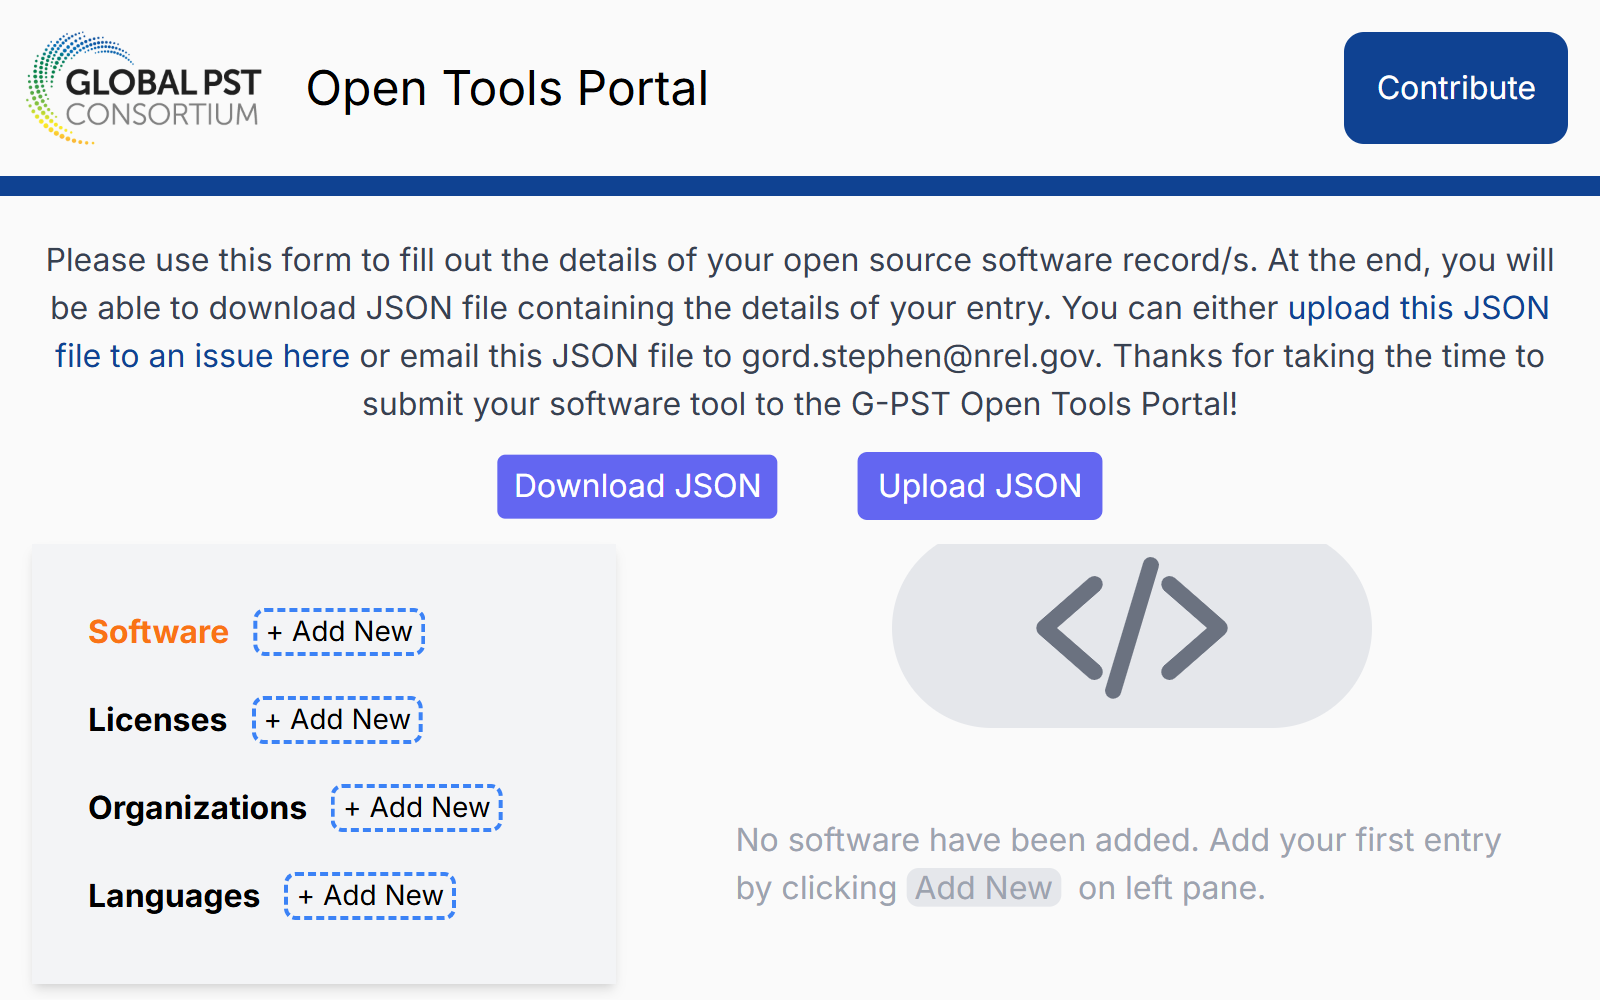 GLOBAL PST
CONSORTIUM
Open Tools Portal
Contribute
Please use this form to fill out the details of your open source software record/s. At the end, you will
be able to download JSON file containing the details of your entry. You can either upload this JSON
file to an issue here or email this JSON file to gord.stephen@nrel.gov. Thanks for taking the time to
submit your software tool to the G-PST Open Tools Portal!
Download JSON
Upload JSON
Software + Add New
Licenses + Add New
Organizations + Add New
Languages + Add New
</>
No software have been added. Add your first entry
by clicking Add New on left pane.